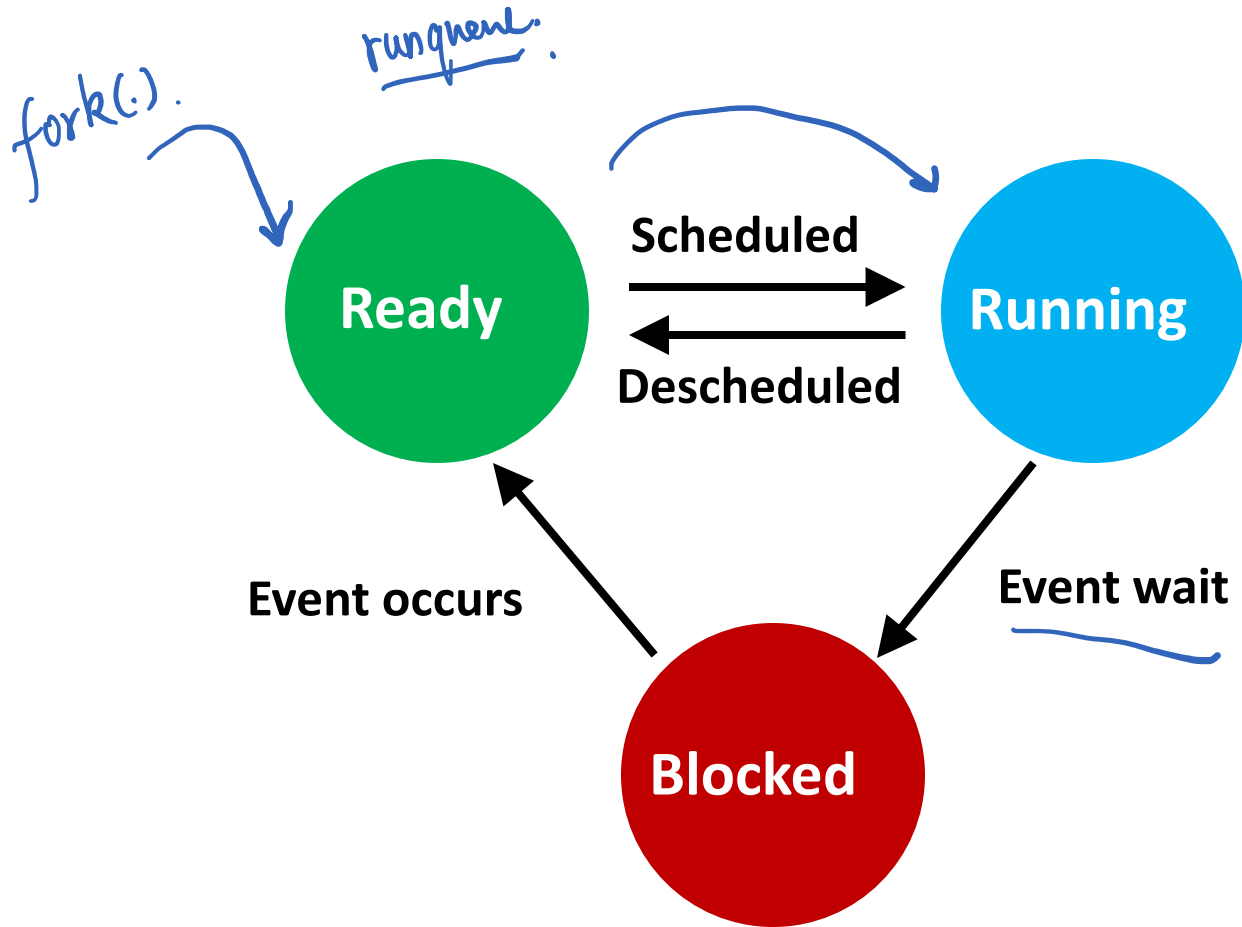 runqueue.
fork(.).
Scheduled
Ready
Running
Descheduled
Event occurs
Event wait
Blocked